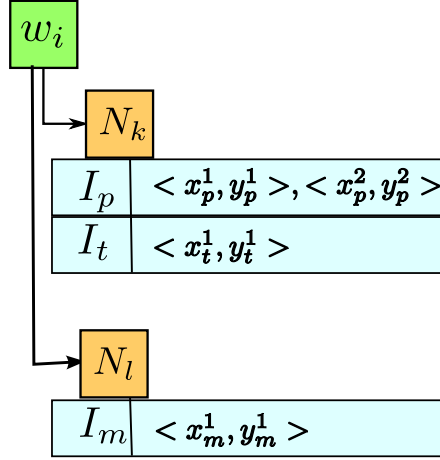 w_i
N_k
I_p < x_p^1, y_p^1 >, < x_p^2, y_p^2 >
I_t < x_t^1, y_t^1 >
N_l
I_m < x_m^1, y_m^1 >